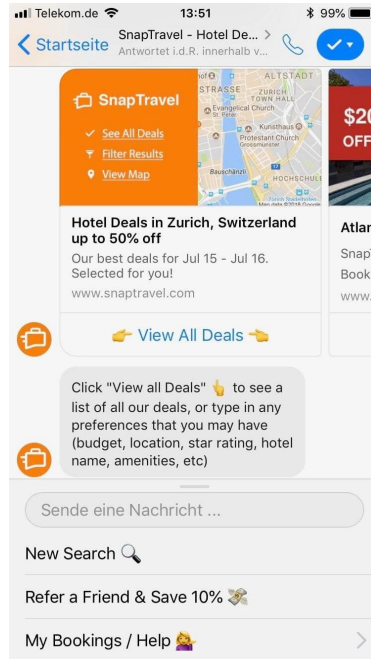 Telekom.de 13:51 99%
Startseite
SnapTravel - Hotel De...
Antwortet i.d.R. innerhalb v...
SnapTravel
See All Deals
Filter Results
View Map
ALTSTADT
STRASSE
ZURICH
TOWN HALL
Evangelical Church
St. Peter
Kunsthaus
Protestant Church
Grossmünster
Bauschänzli
HOCHSCHUL
Map data ©2018 Google
$20
OFF
Hotel Deals in Zurich, Switzerland
up to 50% off
Our best deals for Jul 15 - Jul 16.
Selected for you!
www.snaptravel.com
👉 View All Deals 👈
Atlan
Snap
Book
www.
Click "View all Deals" 👆 to see a
list of all our deals, or type in any
preferences that you may have
(budget, location, star rating, hotel
name, amenities, etc)
Sende eine Nachricht ...
New Search 🔍
Refer a Friend & Save 10% 💸
My Bookings / Help 💁‍♀️